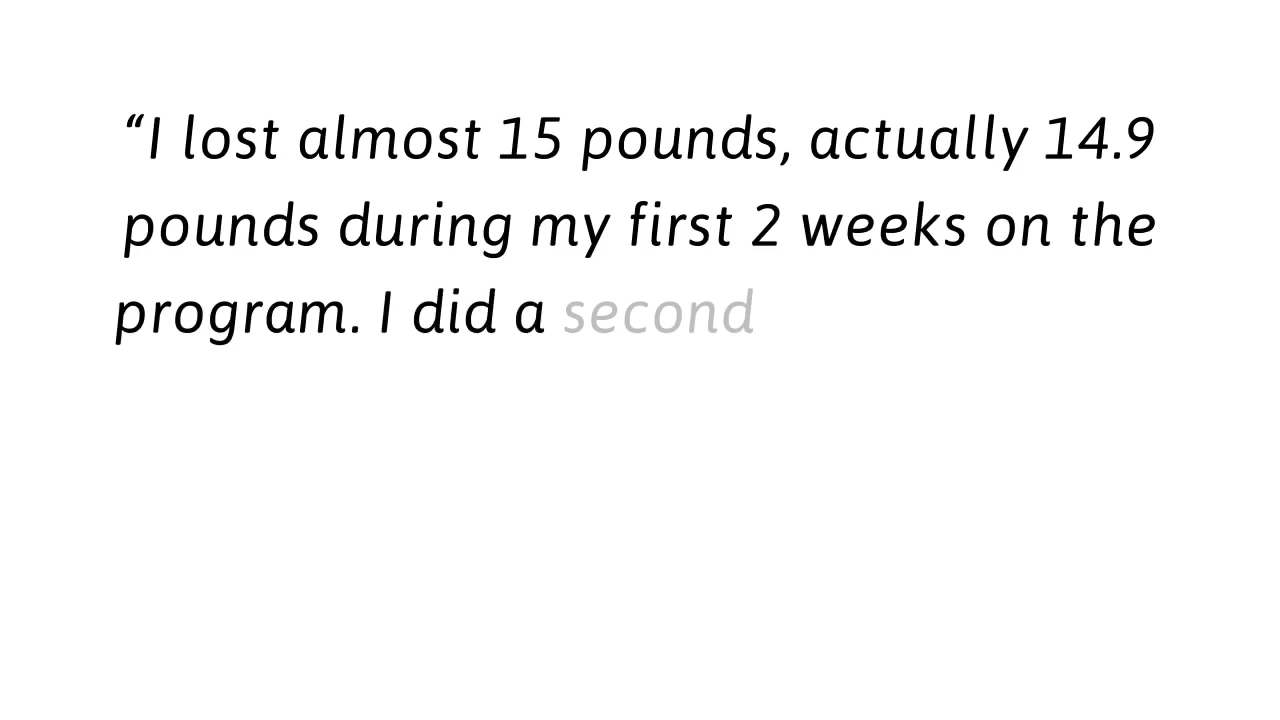 “I lost almost 15 pounds, actually 14.9
pounds during my first 2 weeks on the
program. I did a second